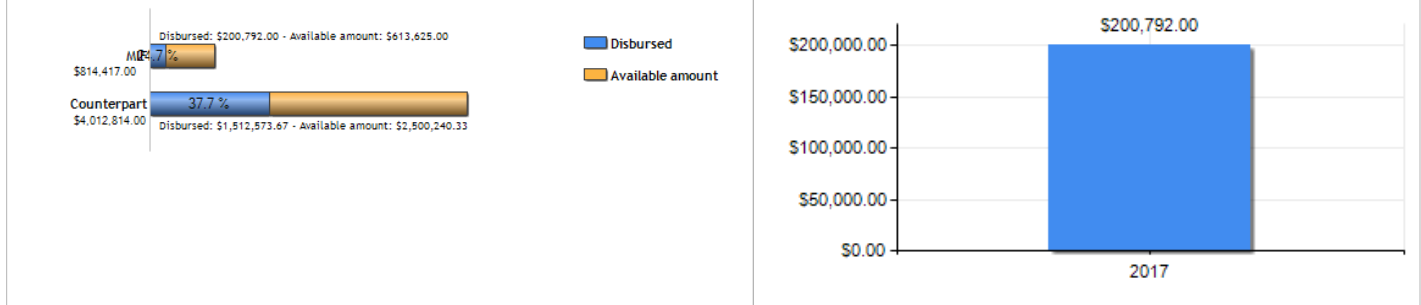 Disbursed: $200,792.00 - Available amount: $613,625.00
$814,417.00
Counterpart
37.7 %
$4,012,814.00
Disbursed: $1,512,573.67 - Available amount: $2,500,240.33
Disbursed
Available amount
$200,792.00
$200,000.00
$150,000.00
$100,000.00
$50,000.00
$0.00
2017